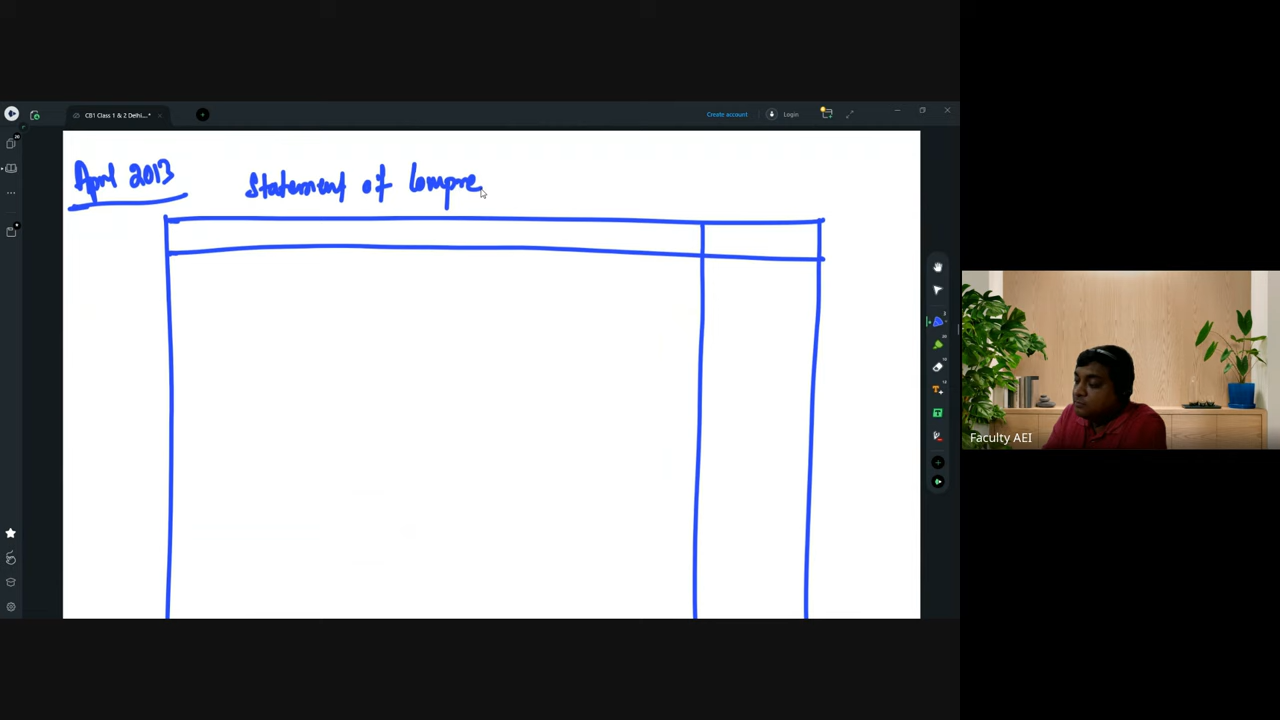 CB1 Class 1 & 2 Delhi...*
Create account
Login
April 2013 Statement of Compre
Faculty AEI